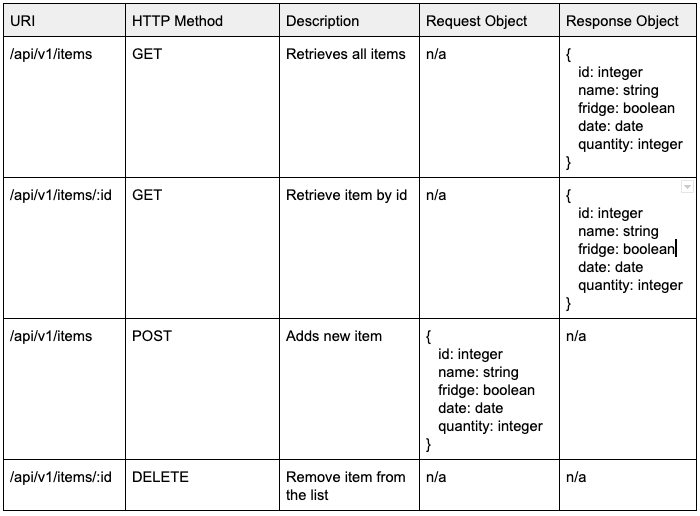 URI HTTP Method Description Request Object Response Object
/api/v1/items GET Retrieves all items n/a {
id: integer
name: string
fridge: boolean
date: date
quantity: integer
}
/api/v1/items/:id GET Retrieve item by id n/a {
id: integer
name: string
fridge: boolean
date: date
quantity: integer
}
/api/v1/items POST Adds new item { n/a
id: integer
name: string
fridge: boolean
date: date
quantity: integer
}
/api/v1/items/:id DELETE Remove item from n/a n/a
the list